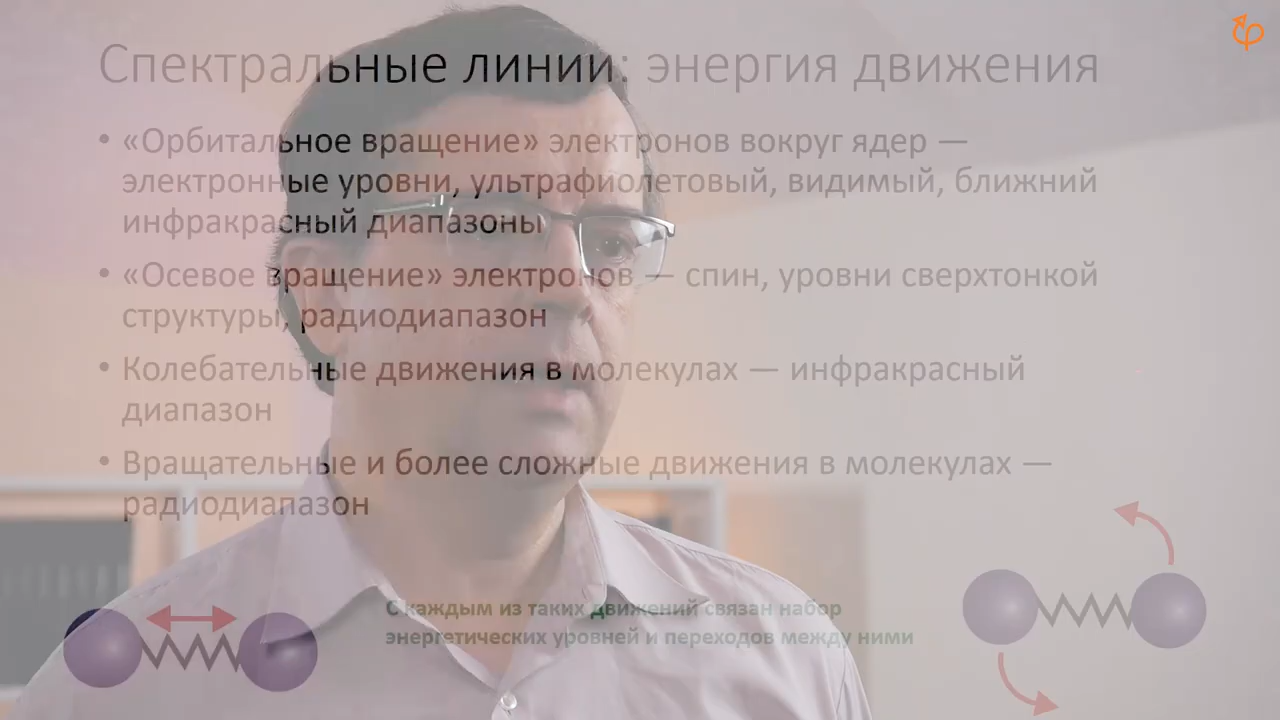 Спектральные линии: энергия движения
• «Орбитальное вращение» электронов вокруг ядер —
электронные уровни, ультрафиолетовый, видимый, ближний
инфракрасный диапазоны
• «Осевое вращение» электронов — спин, уровни сверхтонкой
структуры, радиодиапазон
• Колебательные движения в молекулах — инфракрасный
диапазон
• Вращательные и более сложные движения в молекулах —
радиодиапазон
С каждым из таких движений связан набор
энергетических уровней и переходов между ними